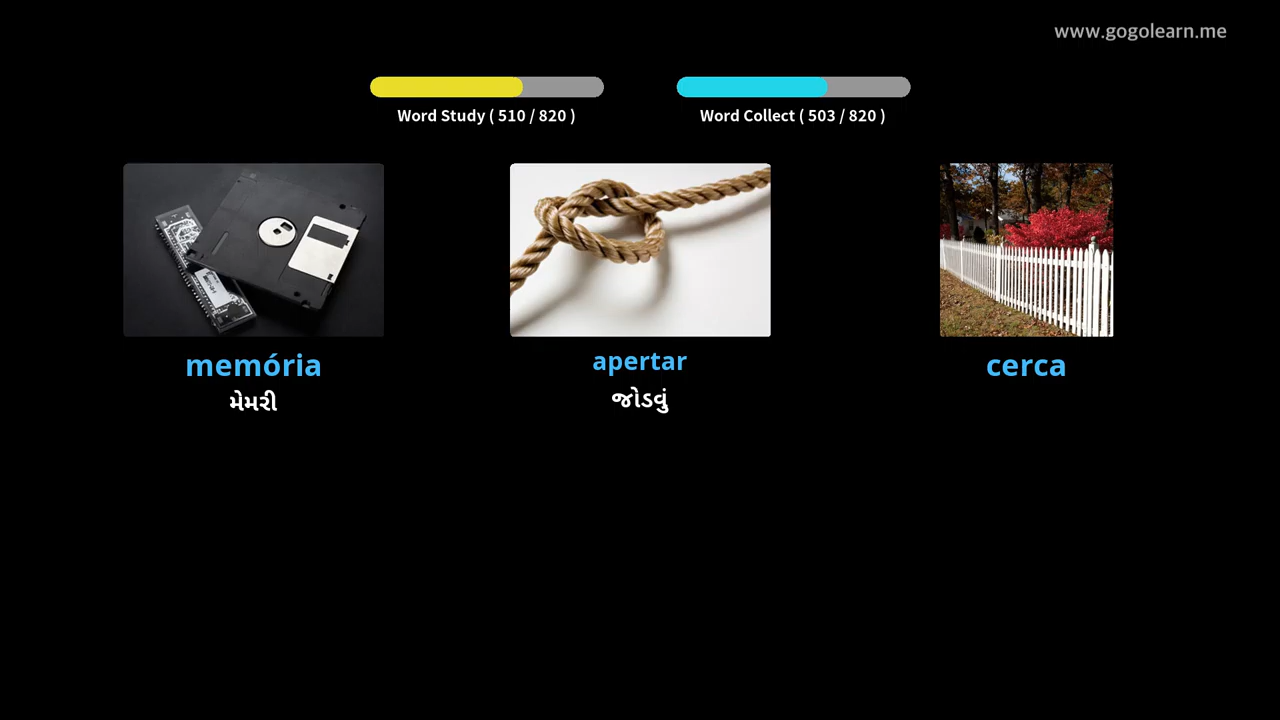 www.gogolearn.me
Word Study ( 510 / 820 )
Word Collect ( 503 / 820 )
memória
મેમરી
apertar
જોડવું
cerca